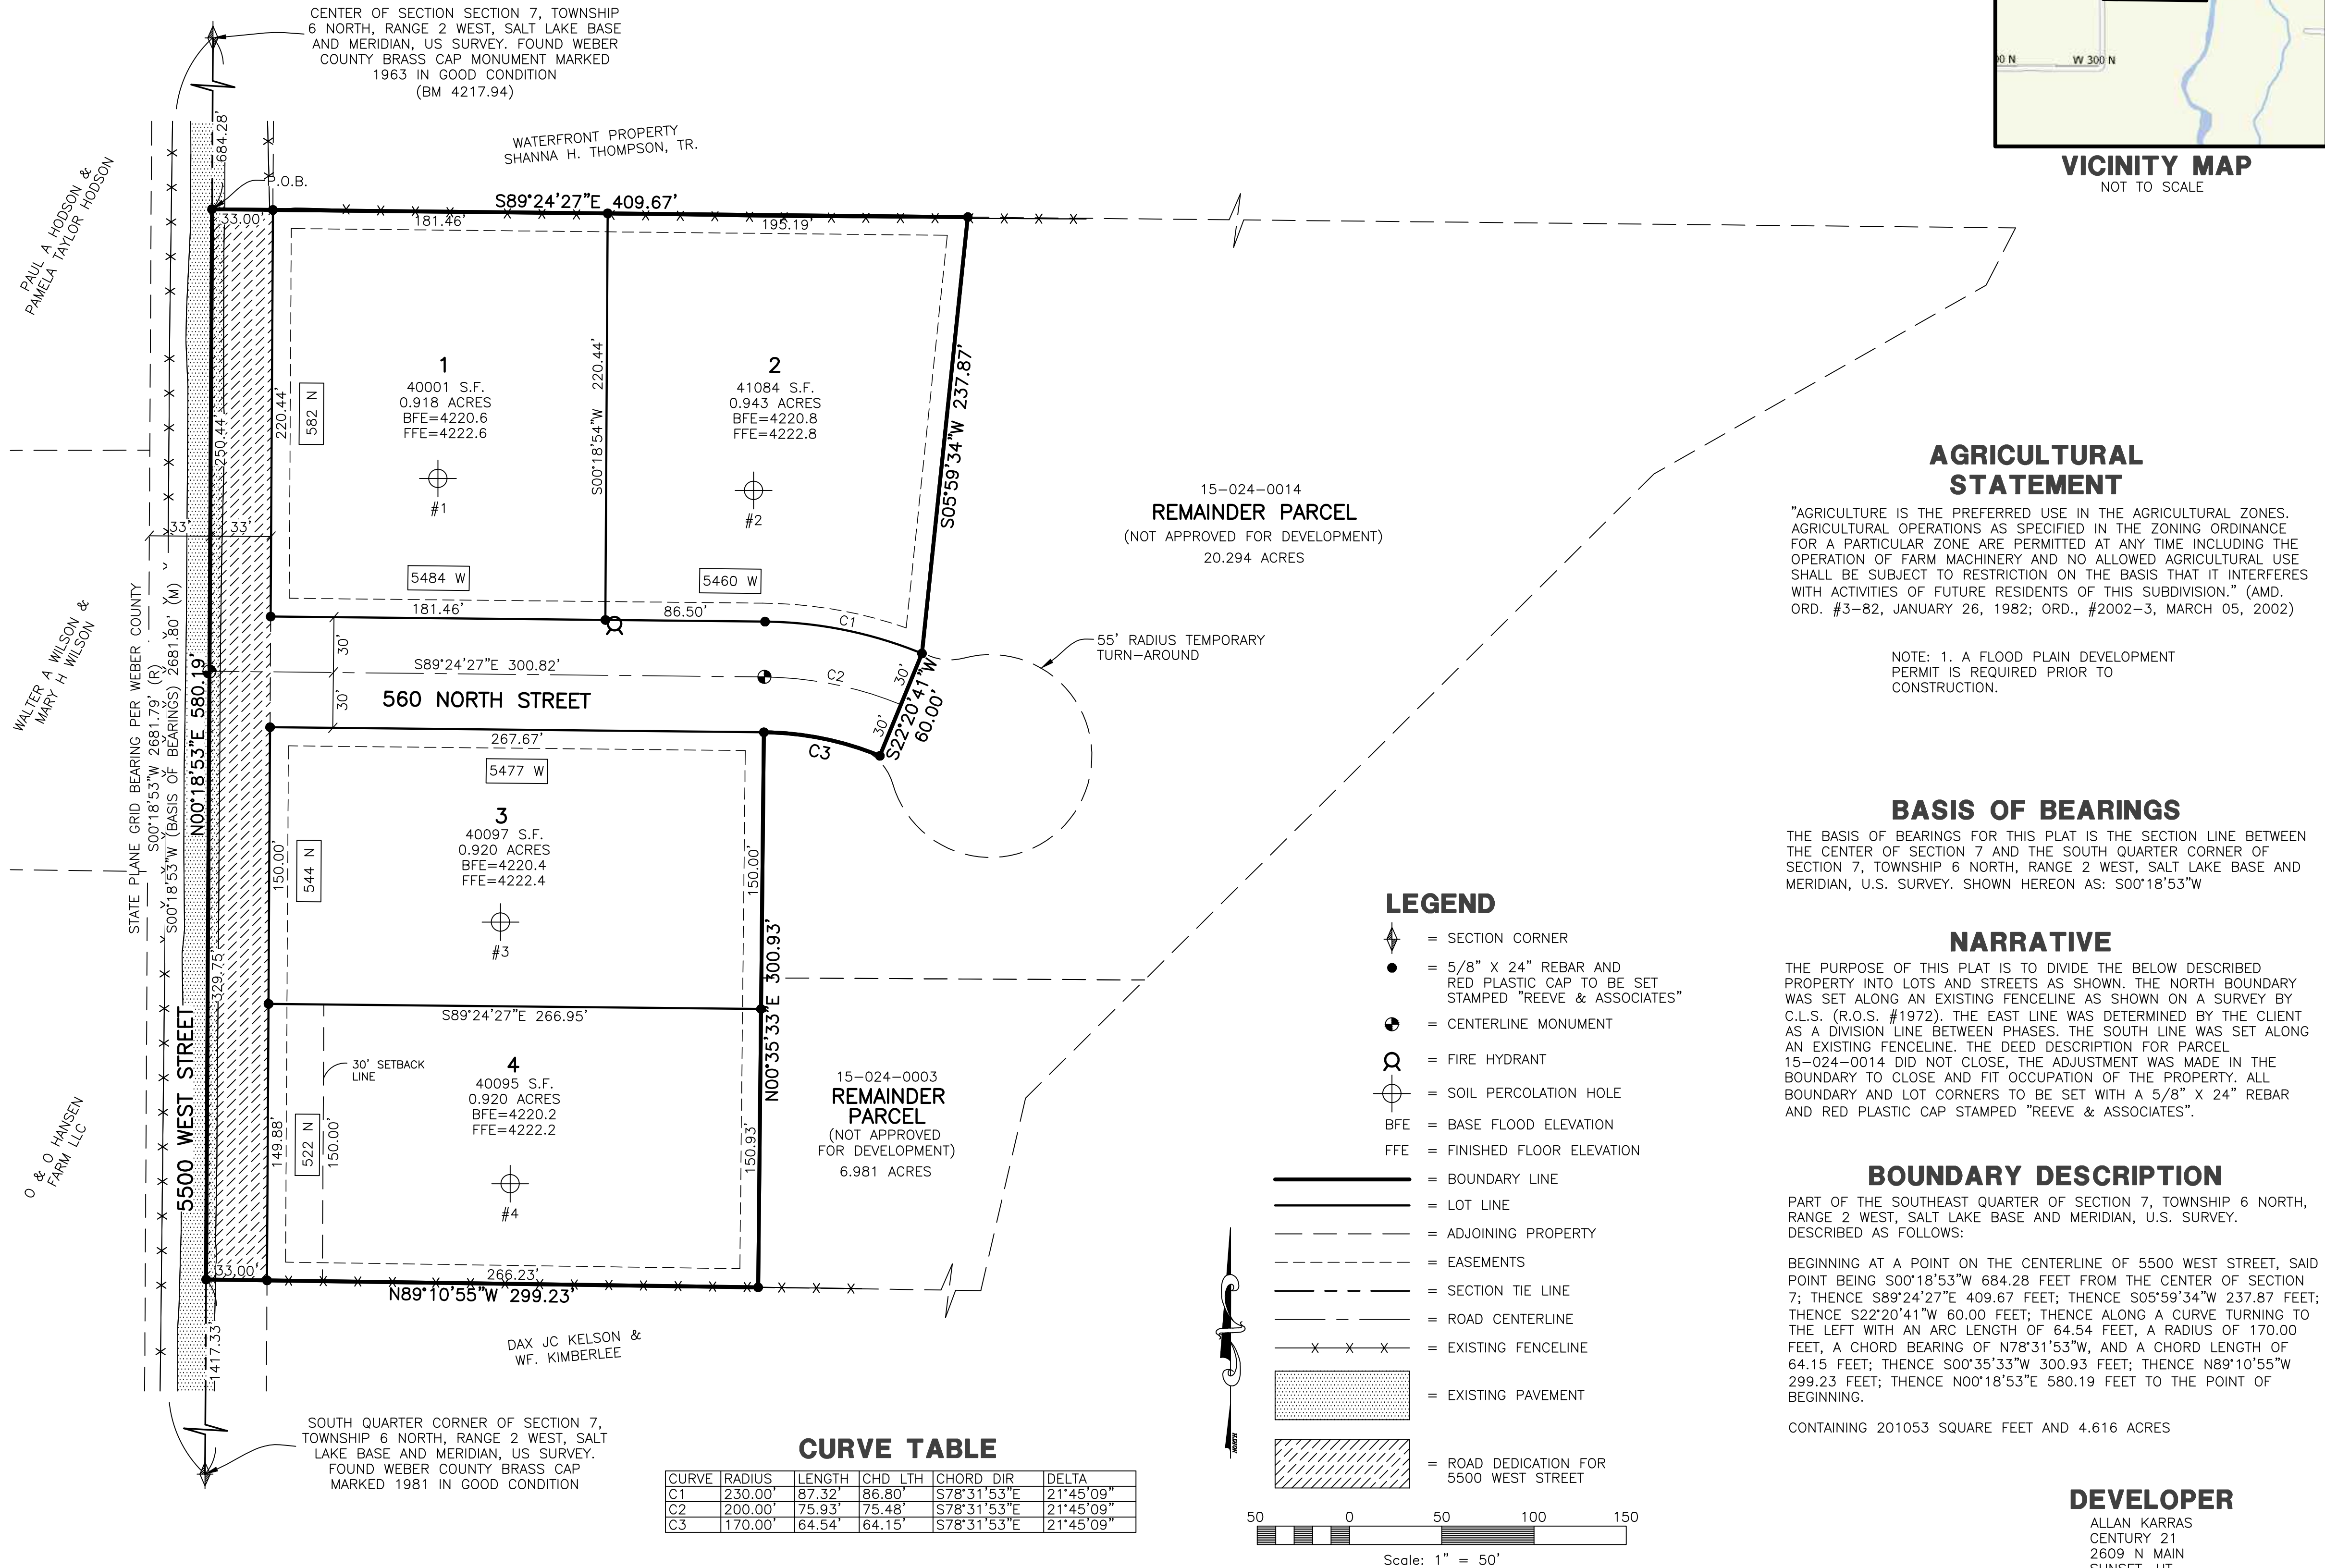 CENTER OF SECTION SECTION 7, TOWNSHIP
6 NORTH, RANGE 2 WEST, SALT LAKE BASE
AND MERIDIAN, US SURVEY. FOUND WEBER
COUNTY BRASS CAP MONUMENT MARKED
1963 IN GOOD CONDITION
(BM 4217.94)
WATERFRONT PROPERTY
SHANNA H. THOMPSON, TR.
684.28'
P.O.B.
PAUL A HODSON &
PAMELA TAYLOR HODSON
33.00'
S89°24'27"E 409.67'
181.46'
195.19'
1
40001 S.F.
0.918 ACRES
BFE=4220.6
FFE=4222.6
#1
582 N
220.44'
250.44'
S00°18'54"W 220.44'
2
41084 S.F.
0.943 ACRES
BFE=4220.8
FFE=4222.8
#2
S05°59'34"W 237.87'
33'
33'
5484 W
5460 W
181.46'
86.50'
C1
15-024-0014
REMAINDER PARCEL
(NOT APPROVED FOR DEVELOPMENT)
20.294 ACRES
55' RADIUS TEMPORARY
TURN-AROUND
30'
30'
S89°24'27"E 300.82'
C2
560 NORTH STREET
30'
30'
S22°20'41"W
60.00'
267.67'
C3
WALTER A WILSON &
MARY H WILSON
STATE PLANE GRID BEARING PER WEBER COUNTY
S00°18'53"W 2681.79' (R)
S00°18'53"W (BASIS OF BEARINGS) 2681.80' (M)
N00°18'53"E 580.19'
5477 W
3
40097 S.F.
0.920 ACRES
BFE=4220.4
FFE=4222.4
#3
544 N
150.00'
150.00'
329.75'
N00°35'33"E 300.93'
S89°24'27"E 266.95'
30' SETBACK
LINE
4
40095 S.F.
0.920 ACRES
BFE=4220.2
FFE=4222.2
#4
522 N
149.88'
150.00'
150.93'
15-024-0003
REMAINDER
PARCEL
(NOT APPROVED
FOR DEVELOPMENT)
6.981 ACRES
O & O HANSEN
FARM LLC
5500 WEST STREET
33.00'
266.23'
N89°10'55"W 299.23'
DAX JC KELSON &
WF. KIMBERLEE
1417.33'
SOUTH QUARTER CORNER OF SECTION 7,
TOWNSHIP 6 NORTH, RANGE 2 WEST, SALT
LAKE BASE AND MERIDIAN, US SURVEY.
FOUND WEBER COUNTY BRASS CAP
MARKED 1981 IN GOOD CONDITION
CURVE TABLE
CURVE RADIUS LENGTH CHD LTH CHORD DIR DELTA
C1 230.00' 87.32' 86.80' S78°31'53"E 21°45'09"
C2 200.00' 75.93' 75.48' S78°31'53"E 21°45'09"
C3 170.00' 64.54' 64.15' S78°31'53"E 21°45'09"
LEGEND
= SECTION CORNER
= 5/8" X 24" REBAR AND
RED PLASTIC CAP TO BE SET
STAMPED "REEVE & ASSOCIATES"
= CENTERLINE MONUMENT
= FIRE HYDRANT
= SOIL PERCOLATION HOLE
BFE = BASE FLOOD ELEVATION
FFE = FINISHED FLOOR ELEVATION
= BOUNDARY LINE
= LOT LINE
= ADJOINING PROPERTY
= EASEMENTS
= SECTION TIE LINE
= ROAD CENTERLINE
= EXISTING FENCELINE
= EXISTING PAVEMENT
= ROAD DEDICATION FOR
5500 WEST STREET
NORTH
50 0 50 100 150
Scale: 1" = 50'
0 N
W 300 N
VICINITY MAP
NOT TO SCALE
AGRICULTURAL
STATEMENT
"AGRICULTURE IS THE PREFERRED USE IN THE AGRICULTURAL ZONES.
AGRICULTURAL OPERATIONS AS SPECIFIED IN THE ZONING ORDINANCE
FOR A PARTICULAR ZONE ARE PERMITTED AT ANY TIME INCLUDING THE
OPERATION OF FARM MACHINERY AND NO ALLOWED AGRICULTURAL USE
SHALL BE SUBJECT TO RESTRICTION ON THE BASIS THAT IT INTERFERES
WITH ACTIVITIES OF FUTURE RESIDENTS OF THIS SUBDIVISION." (AMD.
ORD. #3-82, JANUARY 26, 1982; ORD., #2002-3, MARCH 05, 2002)
NOTE: 1. A FLOOD PLAIN DEVELOPMENT
PERMIT IS REQUIRED PRIOR TO
CONSTRUCTION.
BASIS OF BEARINGS
THE BASIS OF BEARINGS FOR THIS PLAT IS THE SECTION LINE BETWEEN
THE CENTER OF SECTION 7 AND THE SOUTH QUARTER CORNER OF
SECTION 7, TOWNSHIP 6 NORTH, RANGE 2 WEST, SALT LAKE BASE AND
MERIDIAN, U.S. SURVEY. SHOWN HEREON AS: S00°18'53"W
NARRATIVE
THE PURPOSE OF THIS PLAT IS TO DIVIDE THE BELOW DESCRIBED
PROPERTY INTO LOTS AND STREETS AS SHOWN. THE NORTH BOUNDARY
WAS SET ALONG AN EXISTING FENCELINE AS SHOWN ON A SURVEY BY
C.L.S. (R.O.S. #1972). THE EAST LINE WAS DETERMINED BY THE CLIENT
AS A DIVISION LINE BETWEEN PHASES. THE SOUTH LINE WAS SET ALONG
AN EXISTING FENCELINE. THE DEED DESCRIPTION FOR PARCEL
15-024-0014 DID NOT CLOSE, THE ADJUSTMENT WAS MADE IN THE
BOUNDARY TO CLOSE AND FIT OCCUPATION OF THE PROPERTY. ALL
BOUNDARY AND LOT CORNERS TO BE SET WITH A 5/8" X 24" REBAR
AND RED PLASTIC CAP STAMPED "REEVE & ASSOCIATES".
BOUNDARY DESCRIPTION
PART OF THE SOUTHEAST QUARTER OF SECTION 7, TOWNSHIP 6 NORTH,
RANGE 2 WEST, SALT LAKE BASE AND MERIDIAN, U.S. SURVEY.
DESCRIBED AS FOLLOWS:
BEGINNING AT A POINT ON THE CENTERLINE OF 5500 WEST STREET, SAID
POINT BEING S00°18'53"W 684.28 FEET FROM THE CENTER OF SECTION
7; THENCE S89°24'27"E 409.67 FEET; THENCE S05°59'34"W 237.87 FEET;
THENCE S22°20'41"W 60.00 FEET; THENCE ALONG A CURVE TURNING TO
THE LEFT WITH AN ARC LENGTH OF 64.54 FEET, A RADIUS OF 170.00
FEET, A CHORD BEARING OF N78°31'53"W, AND A CHORD LENGTH OF
64.15 FEET; THENCE S00°35'33"W 300.93 FEET; THENCE N89°10'55"W
299.23 FEET; THENCE N00°18'53"E 580.19 FEET TO THE POINT OF
BEGINNING.
CONTAINING 201053 SQUARE FEET AND 4.616 ACRES
DEVELOPER
ALLAN KARRAS
CENTURY 21
2609 N MAIN
SUNSET, UT